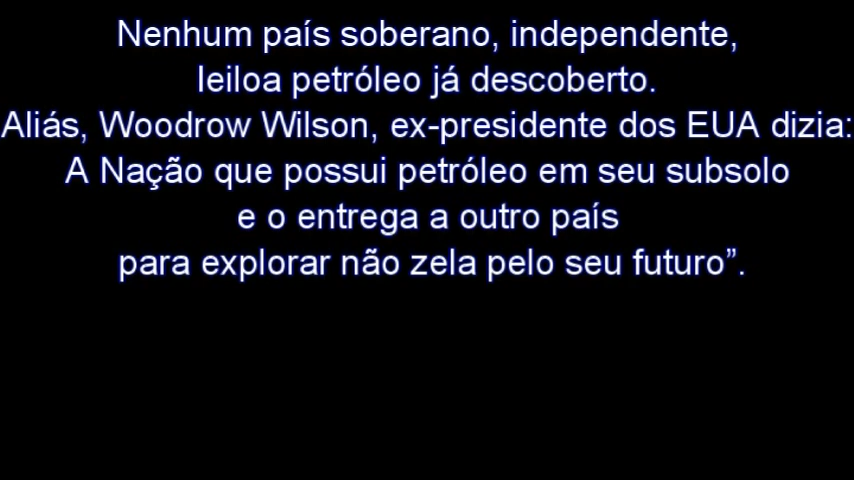 Nenhum país soberano, independente,
leiloa petróleo já descoberto.
Aliás, Woodrow Wilson, ex-presidente dos EUA dizia:
A Nação que possui petróleo em seu subsolo
e o entrega a outro país
para explorar não zela pelo seu futuro”.